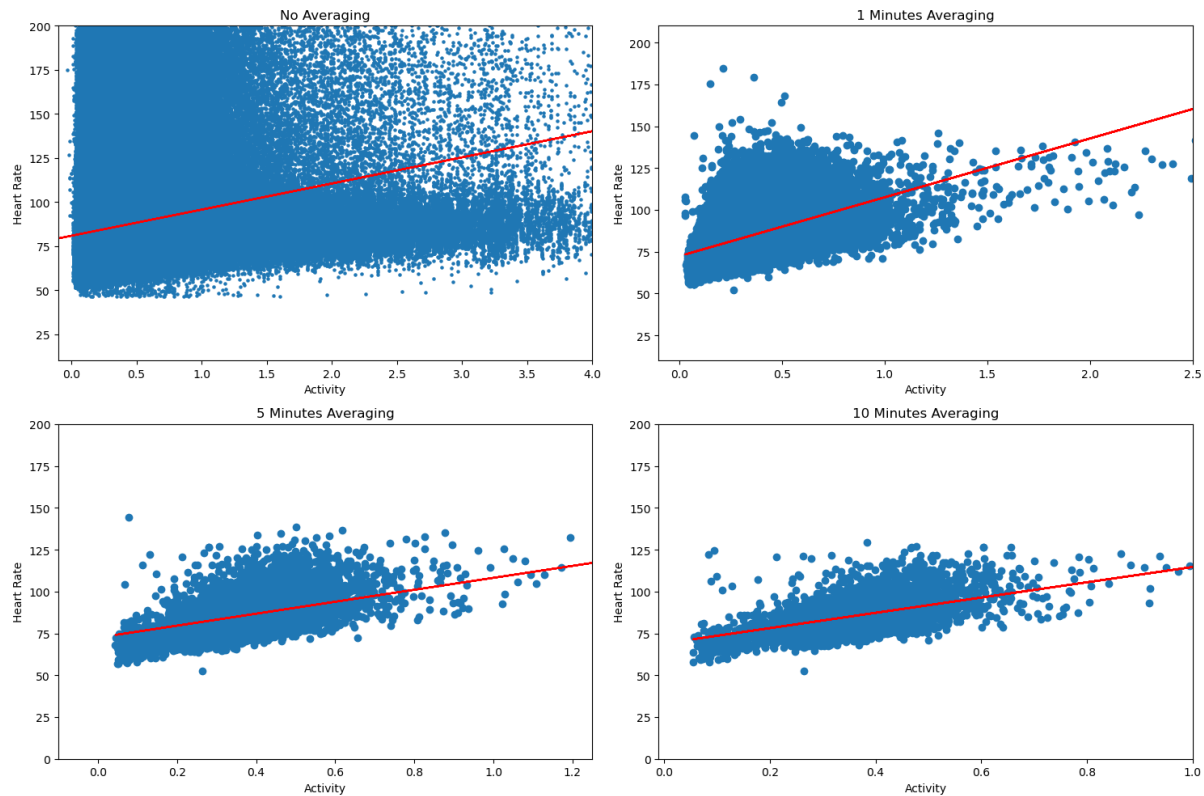 No Averaging
200
175
150
125
100
75
50
25
Heart Rate
0.0 0.5 1.0 1.5 2.0 2.5 3.0 3.5 4.0
Activity
1 Minutes Averaging
200
175
150
125
100
75
50
25
Heart Rate
0.0 0.5 1.0 1.5 2.0 2.5
Activity
5 Minutes Averaging
200
175
150
125
100
75
50
25
0
Heart Rate
0.0 0.2 0.4 0.6 0.8 1.0 1.2
Activity
10 Minutes Averaging
200
175
150
125
100
75
50
25
0
Heart Rate
0.0 0.2 0.4 0.6 0.8 1.0
Activity